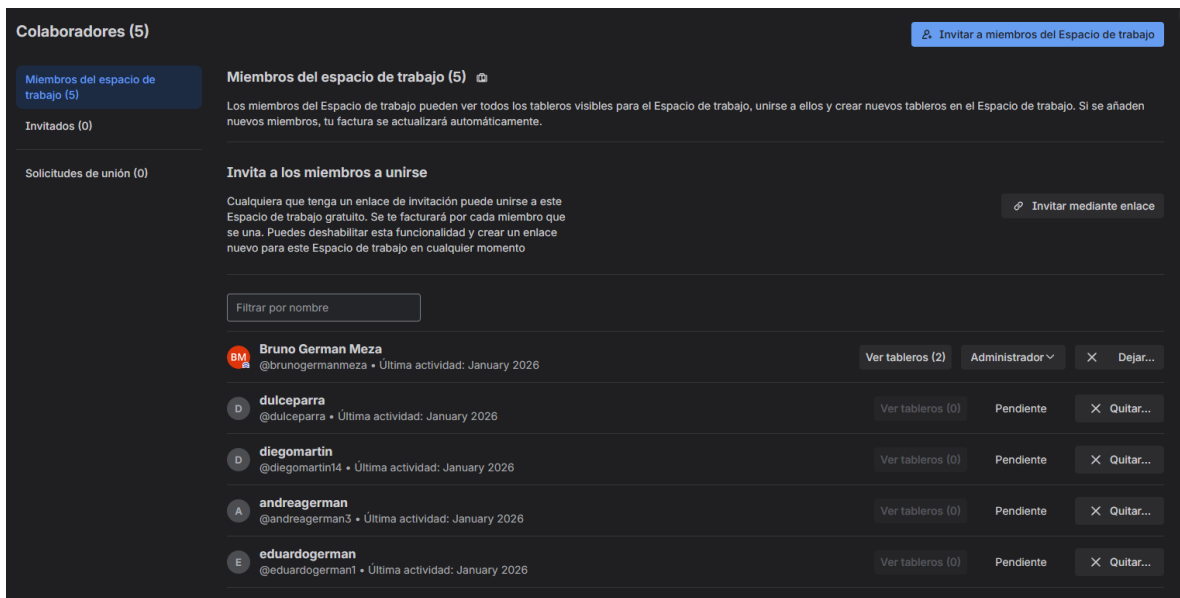 Colaboradores (5)
Invitar a miembros del Espacio de trabajo
Miembros del espacio de
trabajo (5)
Invitados (0)
Solicitudes de unión (0)
Miembros del espacio de trabajo (5)
Los miembros del Espacio de trabajo pueden ver todos los tableros visibles para el Espacio de trabajo, unirse a ellos y crear nuevos tableros en el Espacio de trabajo. Si se añaden
nuevos miembros, tu factura se actualizará automáticamente.
Invita a los miembros a unirse
Cualquiera que tenga un enlace de invitación puede unirse a este
Espacio de trabajo gratuito. Se te facturará por cada miembro que
se una. Puedes deshabilitar esta funcionalidad y crear un enlace
nuevo para este Espacio de trabajo en cualquier momento
Invitar mediante enlace
Filtrar por nombre
BM
Bruno German Meza
@brunogermanmeza • Última actividad: January 2026
Ver tableros (2)
Administrador
Dejar...
D
dulceparra
@dulceparra • Última actividad: January 2026
Ver tableros (0)
Pendiente
Quitar...
D
diegomartin
@diegomartin14 • Última actividad: January 2026
Ver tableros (0)
Pendiente
Quitar...
A
andreagerman
@andreagerman3 • Última actividad: January 2026
Ver tableros (0)
Pendiente
Quitar...
E
eduardogerman
@eduardogerman1 • Última actividad: January 2026
Ver tableros (0)
Pendiente
Quitar...